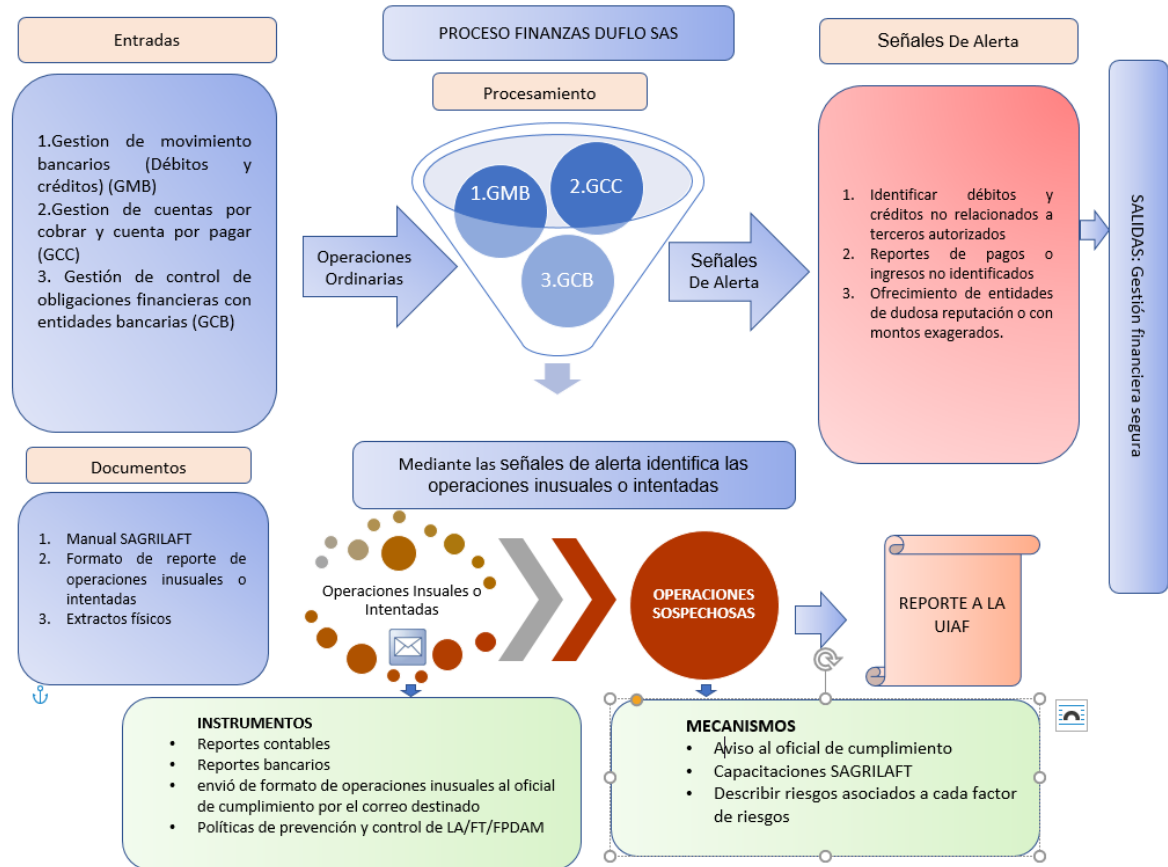 Entradas
PROCESO FINANZAS DUFLO SAS
Señales De Alerta
1.Gestion de movimiento
bancarios (Débitos y
créditos) (GMB)
2.Gestion de cuentas por
cobrar y cuenta por pagar
(GCC)
3. Gestión de control de
obligaciones financieras con
entidades bancarias (GCB)
Operaciones
Ordinarias
Procesamiento
1.GMB
2.GCC
3.GCB
Señales
De Alerta
1. Identificar débitos y
créditos no relacionados a
terceros autorizados
2. Reportes de pagos o
ingresos no identificados
3. Ofrecimiento de entidades
de dudosa reputación o con
montos exagerados.
SALIDAS: Gestión financiera segura
Documentos
1. Manual SAGRILAFT
2. Formato de reporte de
operaciones inusuales o
intentadas
3. Extractos físicos
Mediante las señales de alerta identifica las
operaciones inusuales o intentadas
Operaciones Insuales o
Intentadas
OPERACIONES
SOSPECHOSAS
REPORTE A LA
UIAF
INSTRUMENTOS
• Reportes contables
• Reportes bancarios
• envió de formato de operaciones inusuales al oficial
de cumplimiento por el correo destinado
• Políticas de prevención y control de LA/FT/FPDAM
MECANISMOS
• Aviso al oficial de cumplimiento
• Capacitaciones SAGRILAFT
• Describir riesgos asociados a cada factor
de riesgos